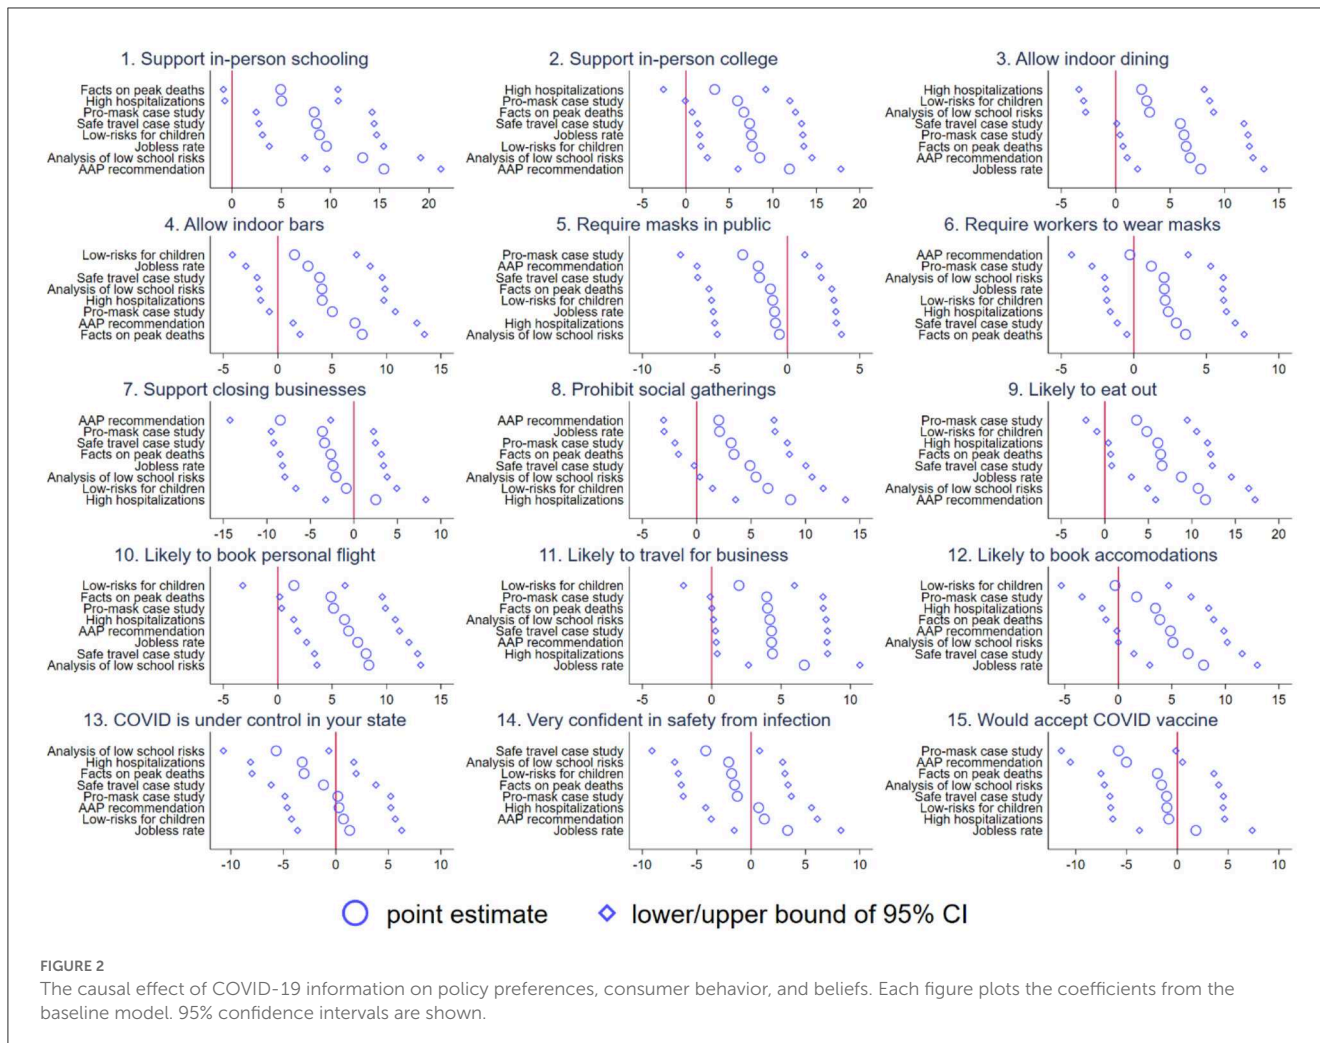 1. Support in-person schooling
Facts on peak deaths
High hospitalizations
Pro-mask case study
Safe travel case study
Low-risks for children
Jobless rate
Analysis of low school risks
AAP recommendation
0 5 10 15 20
2. Support in-person college
High hospitalizations
Pro-mask case study
Facts on peak deaths
Safe travel case study
Jobless rate
Low-risks for children
Analysis of low school risks
AAP recommendation
-5 0 5 10 15 20
3. Allow indoor dining
High hospitalizations
Low-risks for children
Analysis of low school risks
Safe travel case study
Pro-mask case study
Facts on peak deaths
AAP recommendation
Jobless rate
-5 0 5 10 15
4. Allow indoor bars
Low-risks for children
Jobless rate
Safe travel case study
Analysis of low school risks
High hospitalizations
Pro-mask case study
AAP recommendation
Facts on peak deaths
-5 0 5 10 15
5. Require masks in public
Pro-mask case study
AAP recommendation
Safe travel case study
Facts on peak deaths
Low-risks for children
Jobless rate
High hospitalizations
Analysis of low school risks
-10 -5 0 5
6. Require workers to wear masks
AAP recommendation
Pro-mask case study
Analysis of low school risks
Jobless rate
Low-risks for children
High hospitalizations
Safe travel case study
Facts on peak deaths
-5 0 5 10
7. Support closing businesses
AAP recommendation
Pro-mask case study
Safe travel case study
Facts on peak deaths
Jobless rate
Analysis of low school risks
Low-risks for children
High hospitalizations
-15 -10 -5 0 5 10
8. Prohibit social gatherings
AAP recommendation
Jobless rate
Pro-mask case study
Facts on peak deaths
Safe travel case study
Analysis of low school risks
Low-risks for children
High hospitalizations
-5 0 5 10 15
9. Likely to eat out
Pro-mask case study
Low-risks for children
High hospitalizations
Facts on peak deaths
Safe travel case study
Jobless rate
Analysis of low school risks
AAP recommendation
-5 0 5 10 15 20
10. Likely to book personal flight
Low-risks for children
Facts on peak deaths
Pro-mask case study
High hospitalizations
AAP recommendation
Jobless rate
Safe travel case study
Analysis of low school risks
-5 0 5 10 15
11. Likely to travel for business
Low-risks for children
Pro-mask case study
Facts on peak deaths
Analysis of low school risks
Safe travel case study
AAP recommendation
High hospitalizations
Jobless rate
-5 0 5 10
12. Likely to book accomodations
Low-risks for children
Pro-mask case study
High hospitalizations
Facts on peak deaths
AAP recommendation
Analysis of low school risks
Safe travel case study
Jobless rate
-5 0 5 10 15
13. COVID is under control in your state
Analysis of low school risks
High hospitalizations
Facts on peak deaths
Safe travel case study
Pro-mask case study
AAP recommendation
Low-risks for children
Jobless rate
-10 -5 0 5 10
14. Very confident in safety from infection
Safe travel case study
Analysis of low school risks
Low-risks for children
Facts on peak deaths
Pro-mask case study
High hospitalizations
AAP recommendation
Jobless rate
-10 -5 0 5 10
15. Would accept COVID vaccine
Pro-mask case study
AAP recommendation
Facts on peak deaths
Analysis of low school risks
Safe travel case study
Low-risks for children
High hospitalizations
Jobless rate
-10 -5 0 5 10
point estimate
lower/upper bound of 95% CI
FIGURE 2
The causal effect of COVID-19 information on policy preferences, consumer behavior, and beliefs. Each figure plots the coefficients from the
baseline model. 95% confidence intervals are shown.